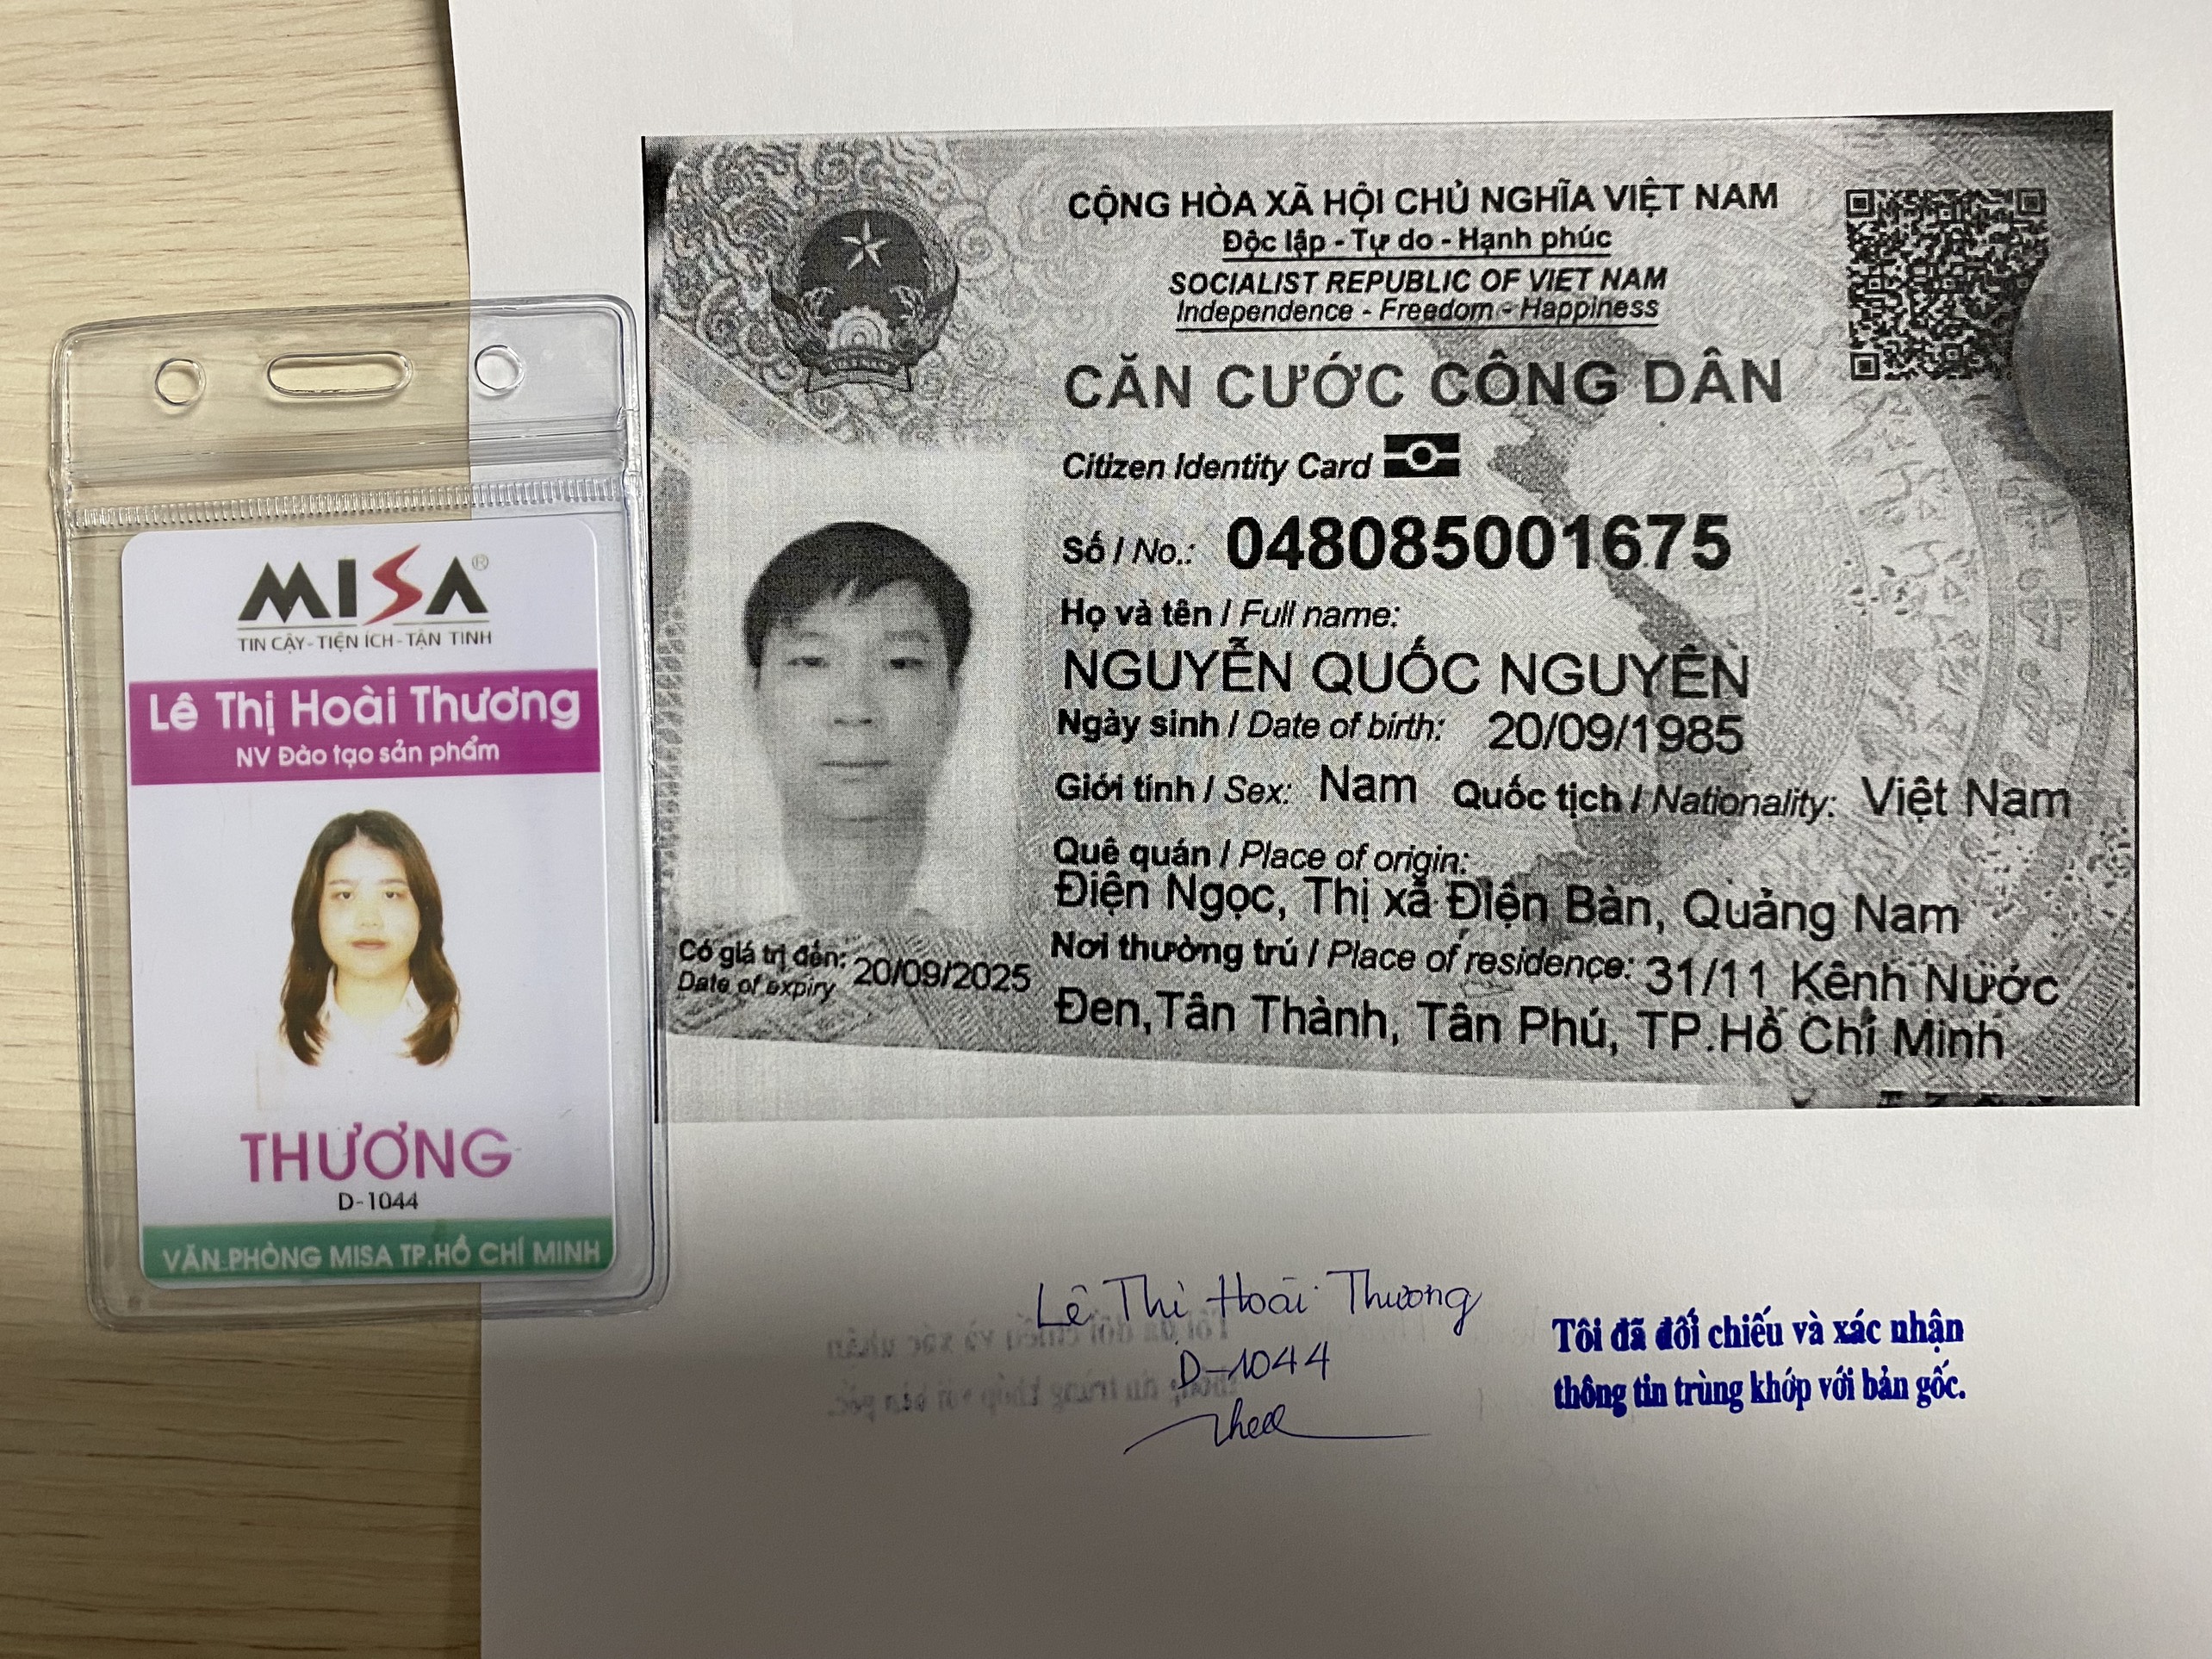 MISA®
TIN CẬY-TIỆN ÍCH-TẬN TÌNH
Lê Thị Hoài Thương
NV Đào tạo sản phẩm
THƯƠNG
D-1044
VĂN PHÒNG MISA TP.HỒ CHÍ MINH
CỘNG HÒA XÃ HỘI CHỦ NGHĨA VIỆT NAM
Độc lập - Tự do - Hạnh phúc
SOCIALIST REPUBLIC OF VIET NAM
Independence - Freedom - Happiness
CĂN CƯỚC CÔNG DÂN
Citizen Identity Card
Số / No.: 048085001675
Họ và tên / Full name:
NGUYỄN QUỐC NGUYÊN
Ngày sinh / Date of birth: 20/09/1985
Giới tính / Sex: Nam Quốc tịch / Nationality: Việt Nam
Quê quán / Place of origin:
Điện Ngọc, Thị xã Điện Bàn, Quảng Nam
Nơi thường trú / Place of residence: 31/11 Kênh Nước
Đen,Tân Thành, Tân Phú, TP.Hồ Chí Minh
Có giá trị đến: 20/09/2025
Date of expiry
Lê Thị Hoài Thương
D-1044
Tôi đã đối chiếu và xác nhận
thông tin trùng khớp với bản gốc.